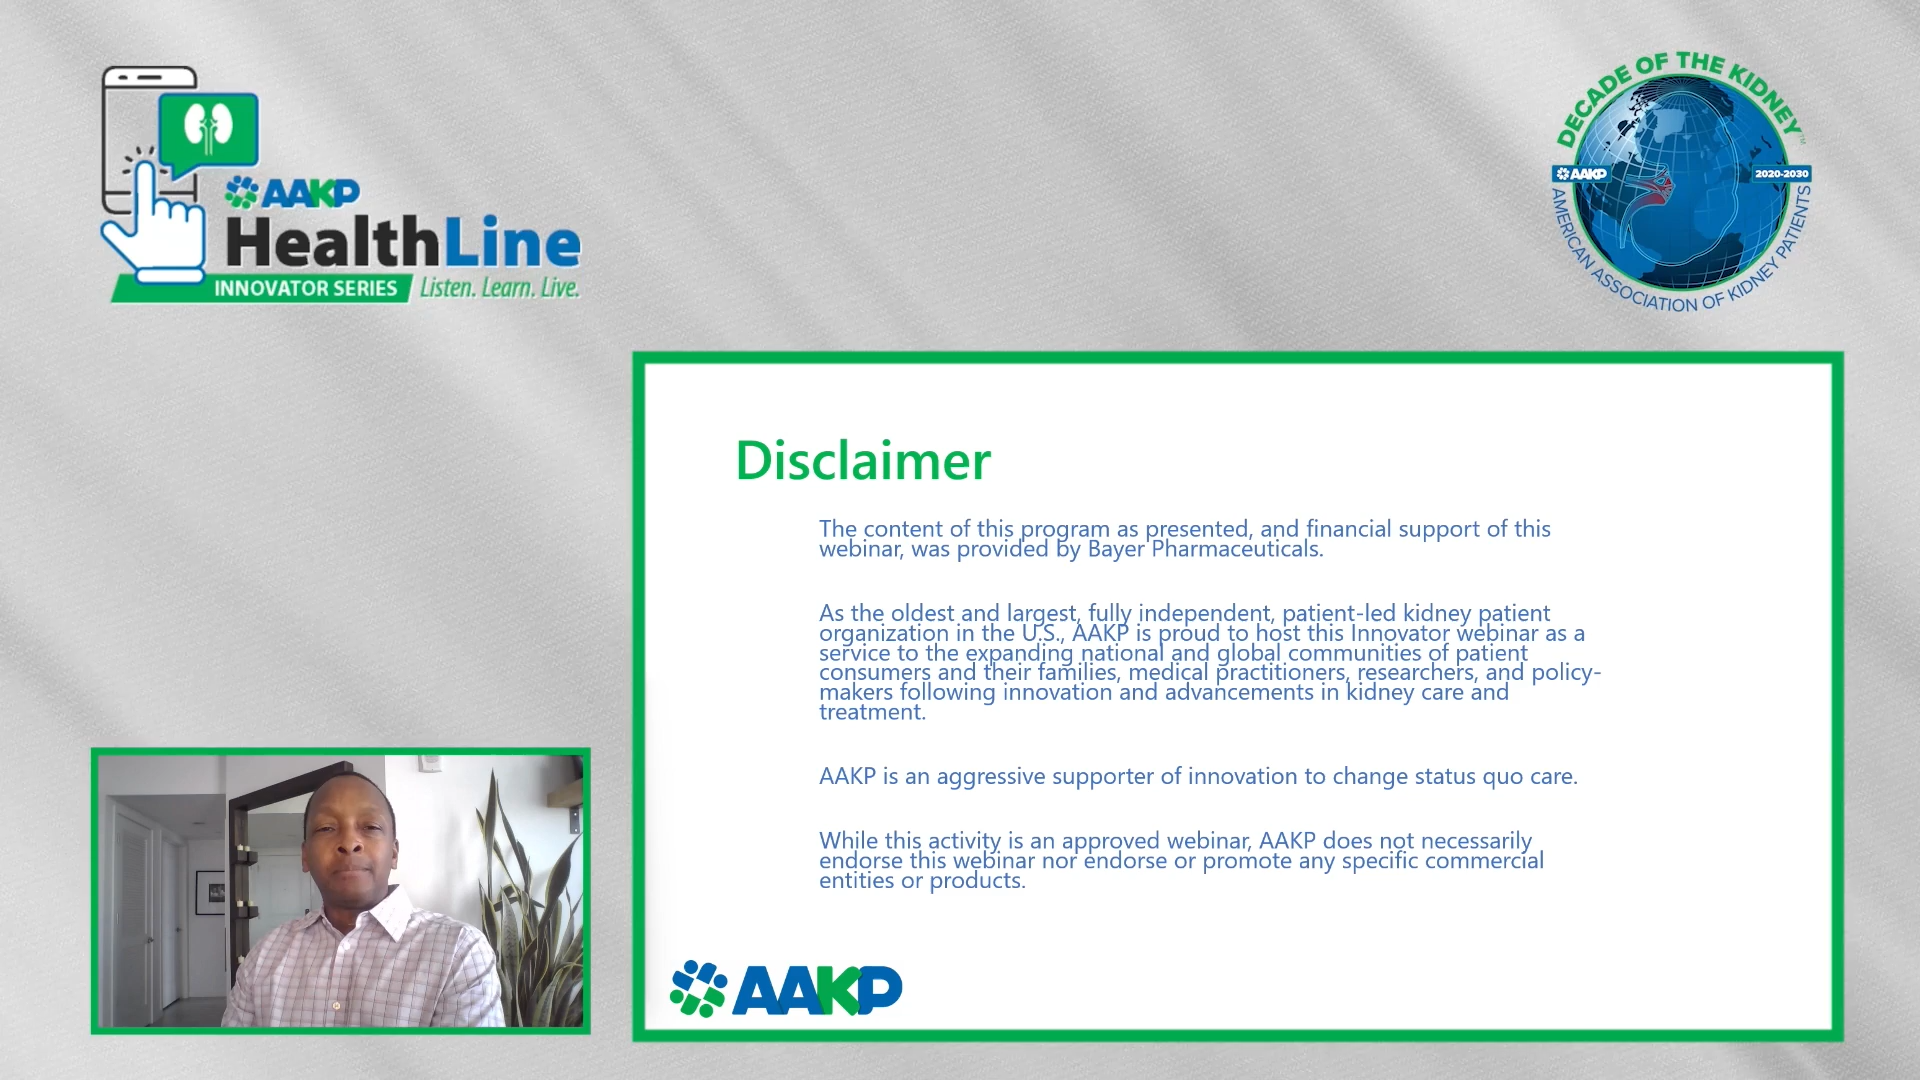 AAKP
HealthLine
INNOVATOR SERIES Listen. Learn. Live.
DECADE OF THE KIDNEY™
AAKP 2020-2030
AMERICAN ASSOCIATION OF KIDNEY PATIENTS
Disclaimer
The content of this program as presented, and financial support of this
webinar, was provided by Bayer Pharmaceuticals.
As the oldest and largest, fully independent, patient-led kidney patient
organization in the U.S., AAKP is proud to host this Innovator webinar as a
service to the expanding national and global communities of patient
consumers and their families, medical practitioners, researchers, and policy-
makers following innovation and advancements in kidney care and
treatment.
AAKP is an aggressive supporter of innovation to change status quo care.
While this activity is an approved webinar, AAKP does not necessarily
endorse this webinar nor endorse or promote any specific commercial
entities or products.
AAKP